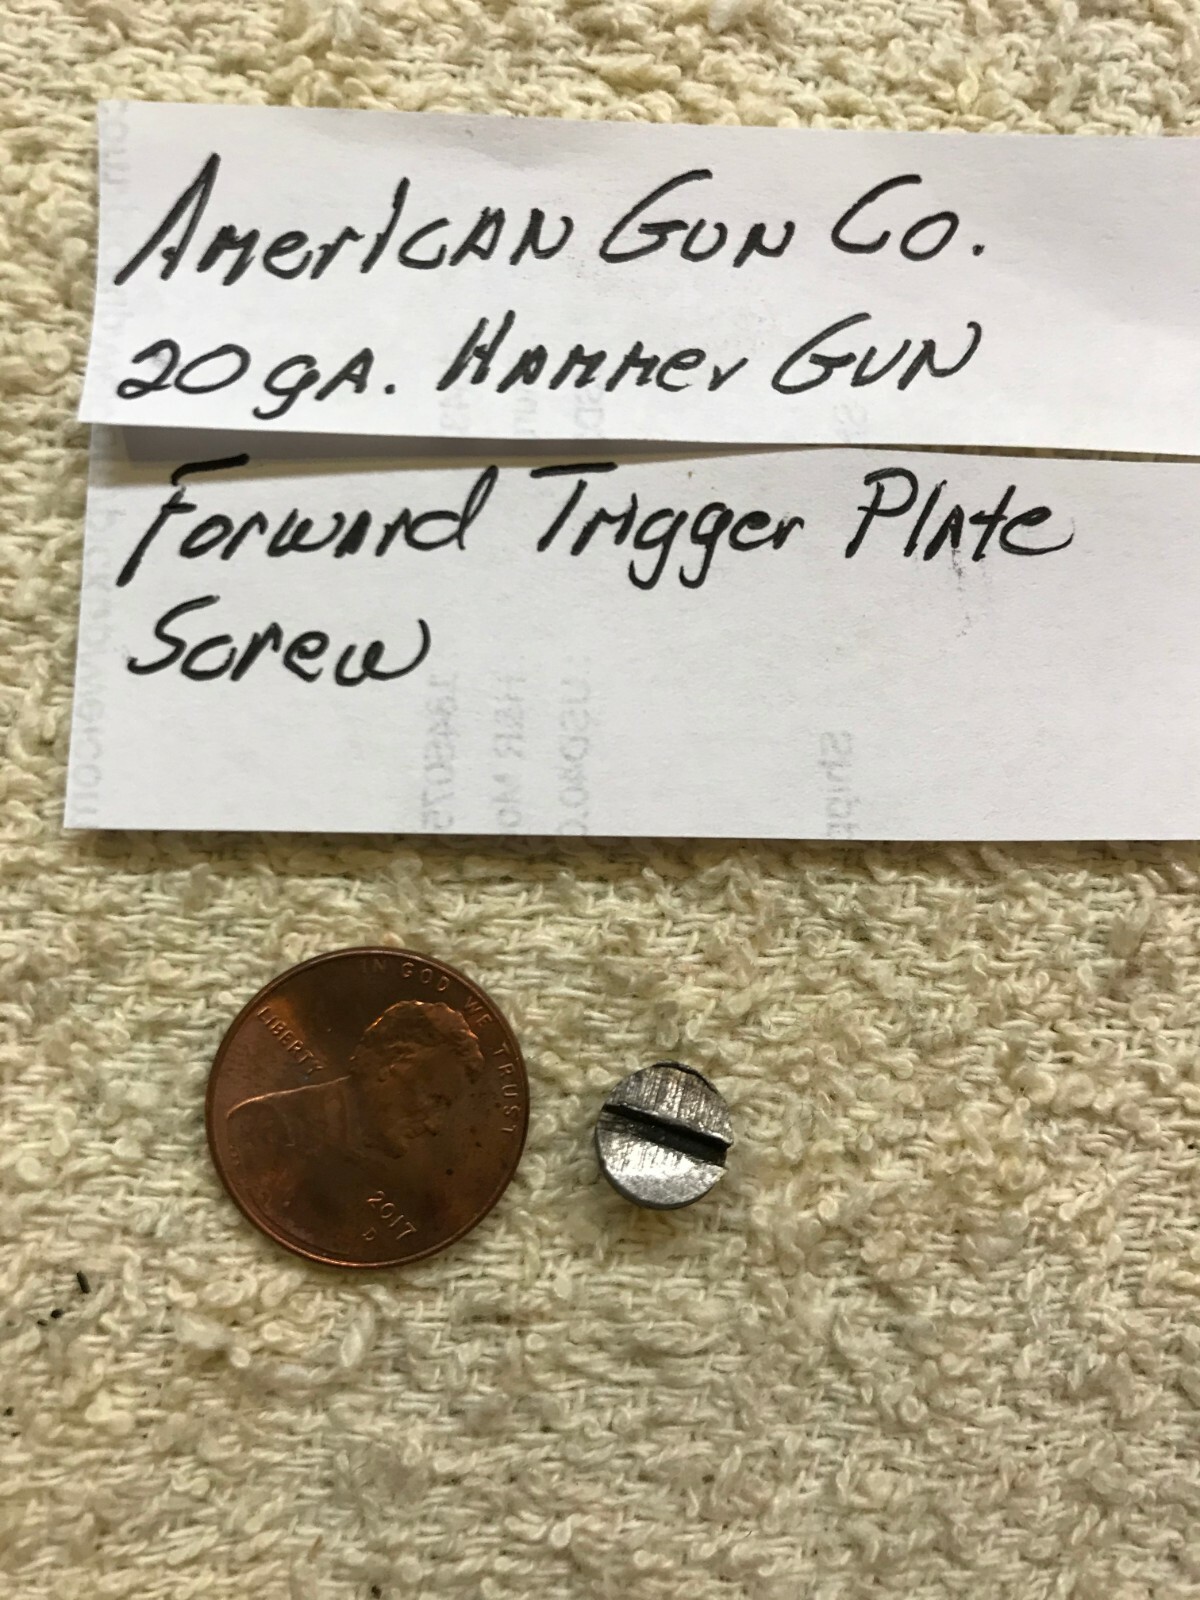 AmerICAN GUN Co.
20 gA. HAMMer GUN
Forward Trigger PlAte
Screw
IN GOD WE TRUST
LIBERTY
2017
D